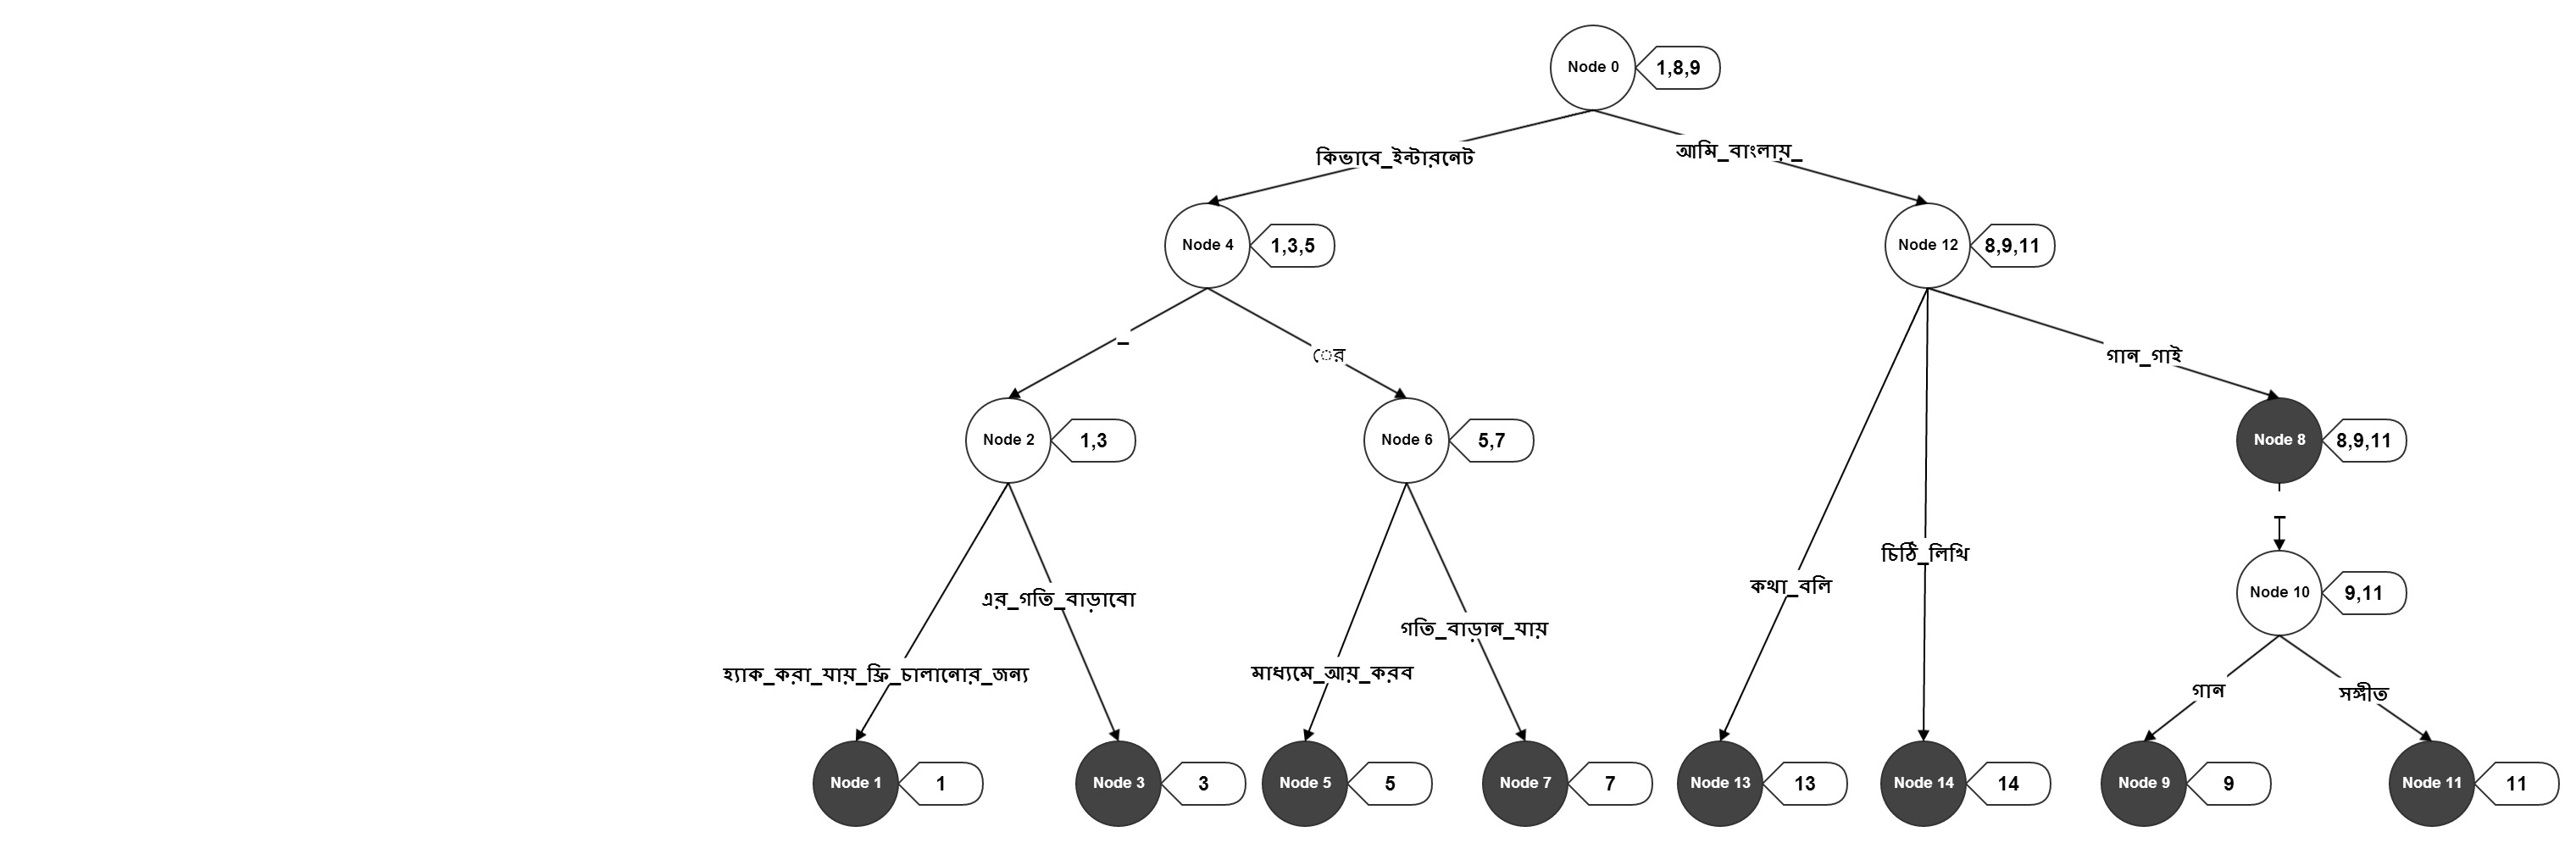 Node 0
1,8,9
কিভাবে_ইন্টারনেট
আমি_বাংলায়_
Node 4
1,3,5
Node 12
8,9,11
_
ের
গান_গাই
Node 2
1,3
Node 6
5,7
Node 8
8,9,11
_
চিঠি_লিখি
কথা_বলি
Node 10
9,11
এর_গতি_বাড়াবো
গতি_বাড়ান_যায়
হ্যাক_করা_যায়_ফ্রি_চালানোর_জন্য
মাধ্যমে_আয়_করব
গান
সঙ্গীত
Node 1
1
Node 3
3
Node 5
5
Node 7
7
Node 13
13
Node 14
14
Node 9
9
Node 11
11